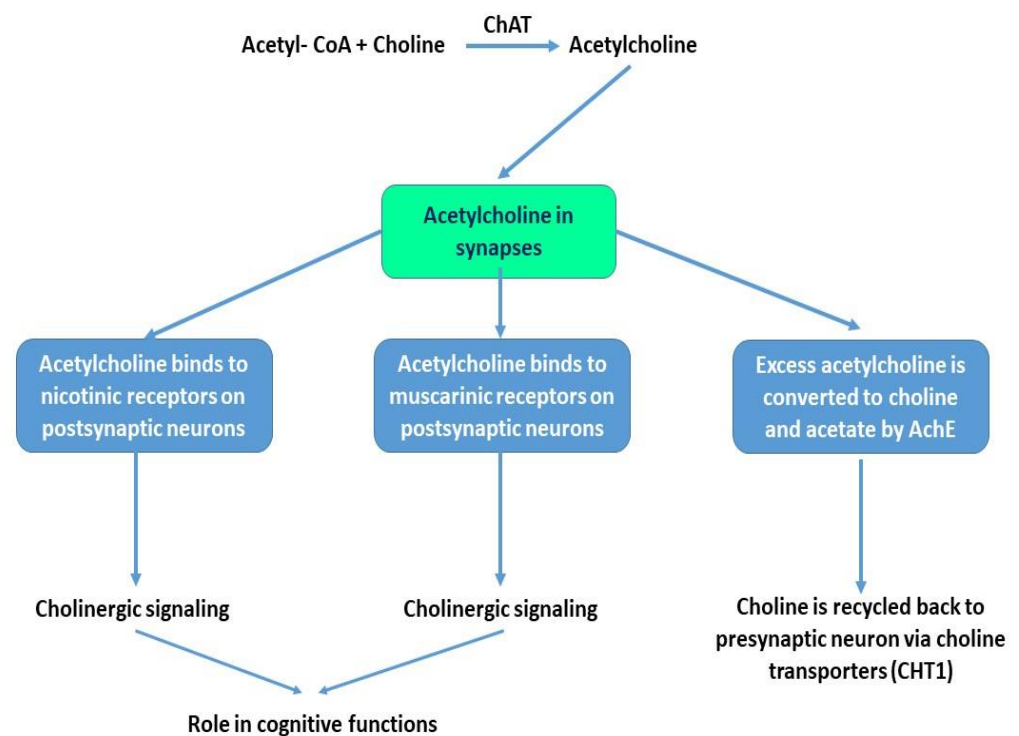 ChAT
Acetyl- CoA + Choline
Acetylcholine
Acetylcholine in
synapses
Acetylcholine binds to
nicotinic receptors on
postsynaptic neurons
Acetylcholine binds to
muscarinic receptors on
postsynaptic neurons
Excess acetylcholine is
converted to choline
and acetate by AchE
Cholinergic signaling
Cholinergic signaling
Choline is recycled back to
presynaptic neuron via choline
transporters (CHT1)
Role in cognitive functions